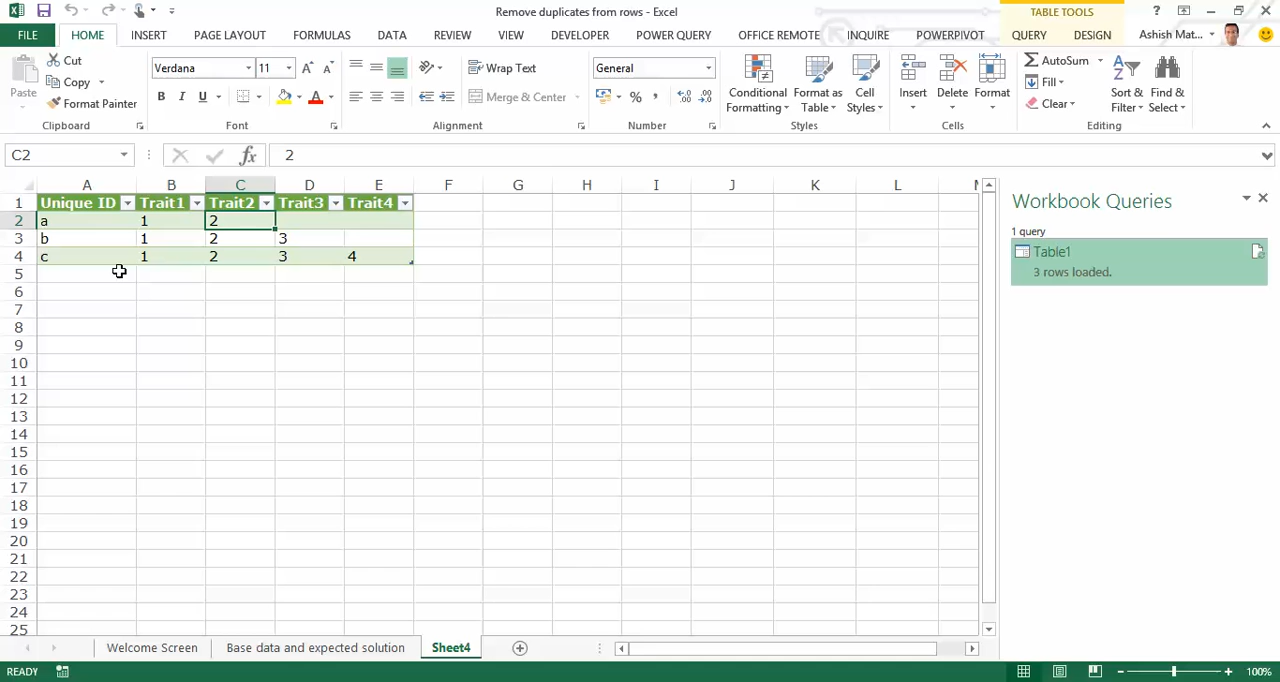 Remove duplicates from rows - Excel
TABLE TOOLS
?
FILE HOME INSERT PAGE LAYOUT FORMULAS DATA REVIEW VIEW DEVELOPER POWER QUERY OFFICE REMOTE INQUIRE POWERPIVOT QUERY DESIGN Ashish Mat...
Paste
Cut
Copy
Format Painter
Clipboard
Verdana 11
B I U
Font
Wrap Text
Merge & Center
Alignment
General
%
Number
Conditional Formatting
Format as Table
Cell Styles
Styles
Insert
Delete
Format
Cells
AutoSum
Fill
Clear
Sort & Filter
Find & Select
Editing
C2 fx 2
A B C D E F G H I J K L
1 Unique ID Trait1 Trait2 Trait3 Trait4
2 a 1 2
3 b 1 2 3
4 c 1 2 3 4
5
6
7
8
9
10
11
12
13
14
15
16
17
18
19
20
21
22
23
24
25
Workbook Queries
1 query
Table1
3 rows loaded.
Welcome Screen Base data and expected solution Sheet4
READY
100%